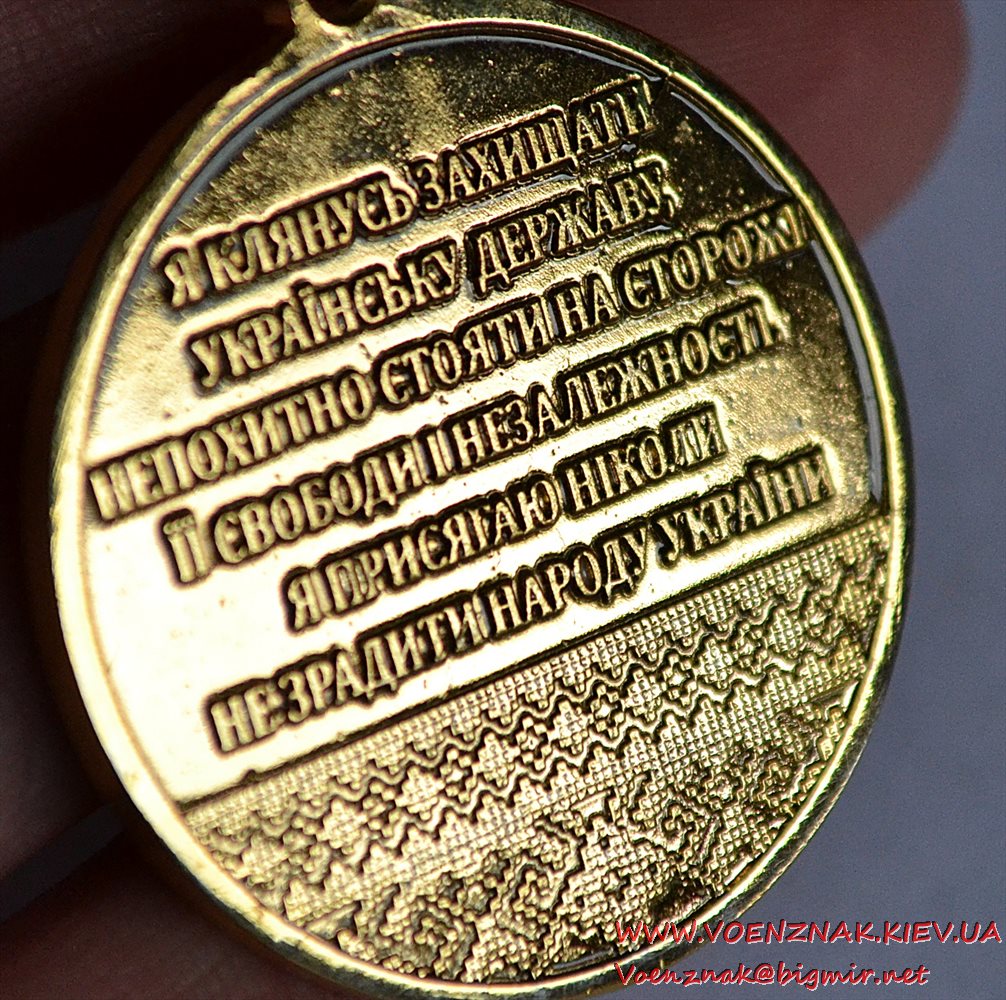 Я КЛЯНУСЬ ЗАХИЩАТИ
УКРАЇНСЬКУ ДЕРЖАВУ,
НЕПОХИТНО СТОЯТИ НА СТОРОЖІ
ЇЇ СВОБОДИ І НЕЗАЛЕЖНОСТІ.
Я ПРИСЯГАЮ НІКОЛИ
НЕ ЗРАДИТИ НАРОДУ УКРАЇНИ
WWW.VOENZNAK.KIEV.UA
Voenznak@bigmir.net